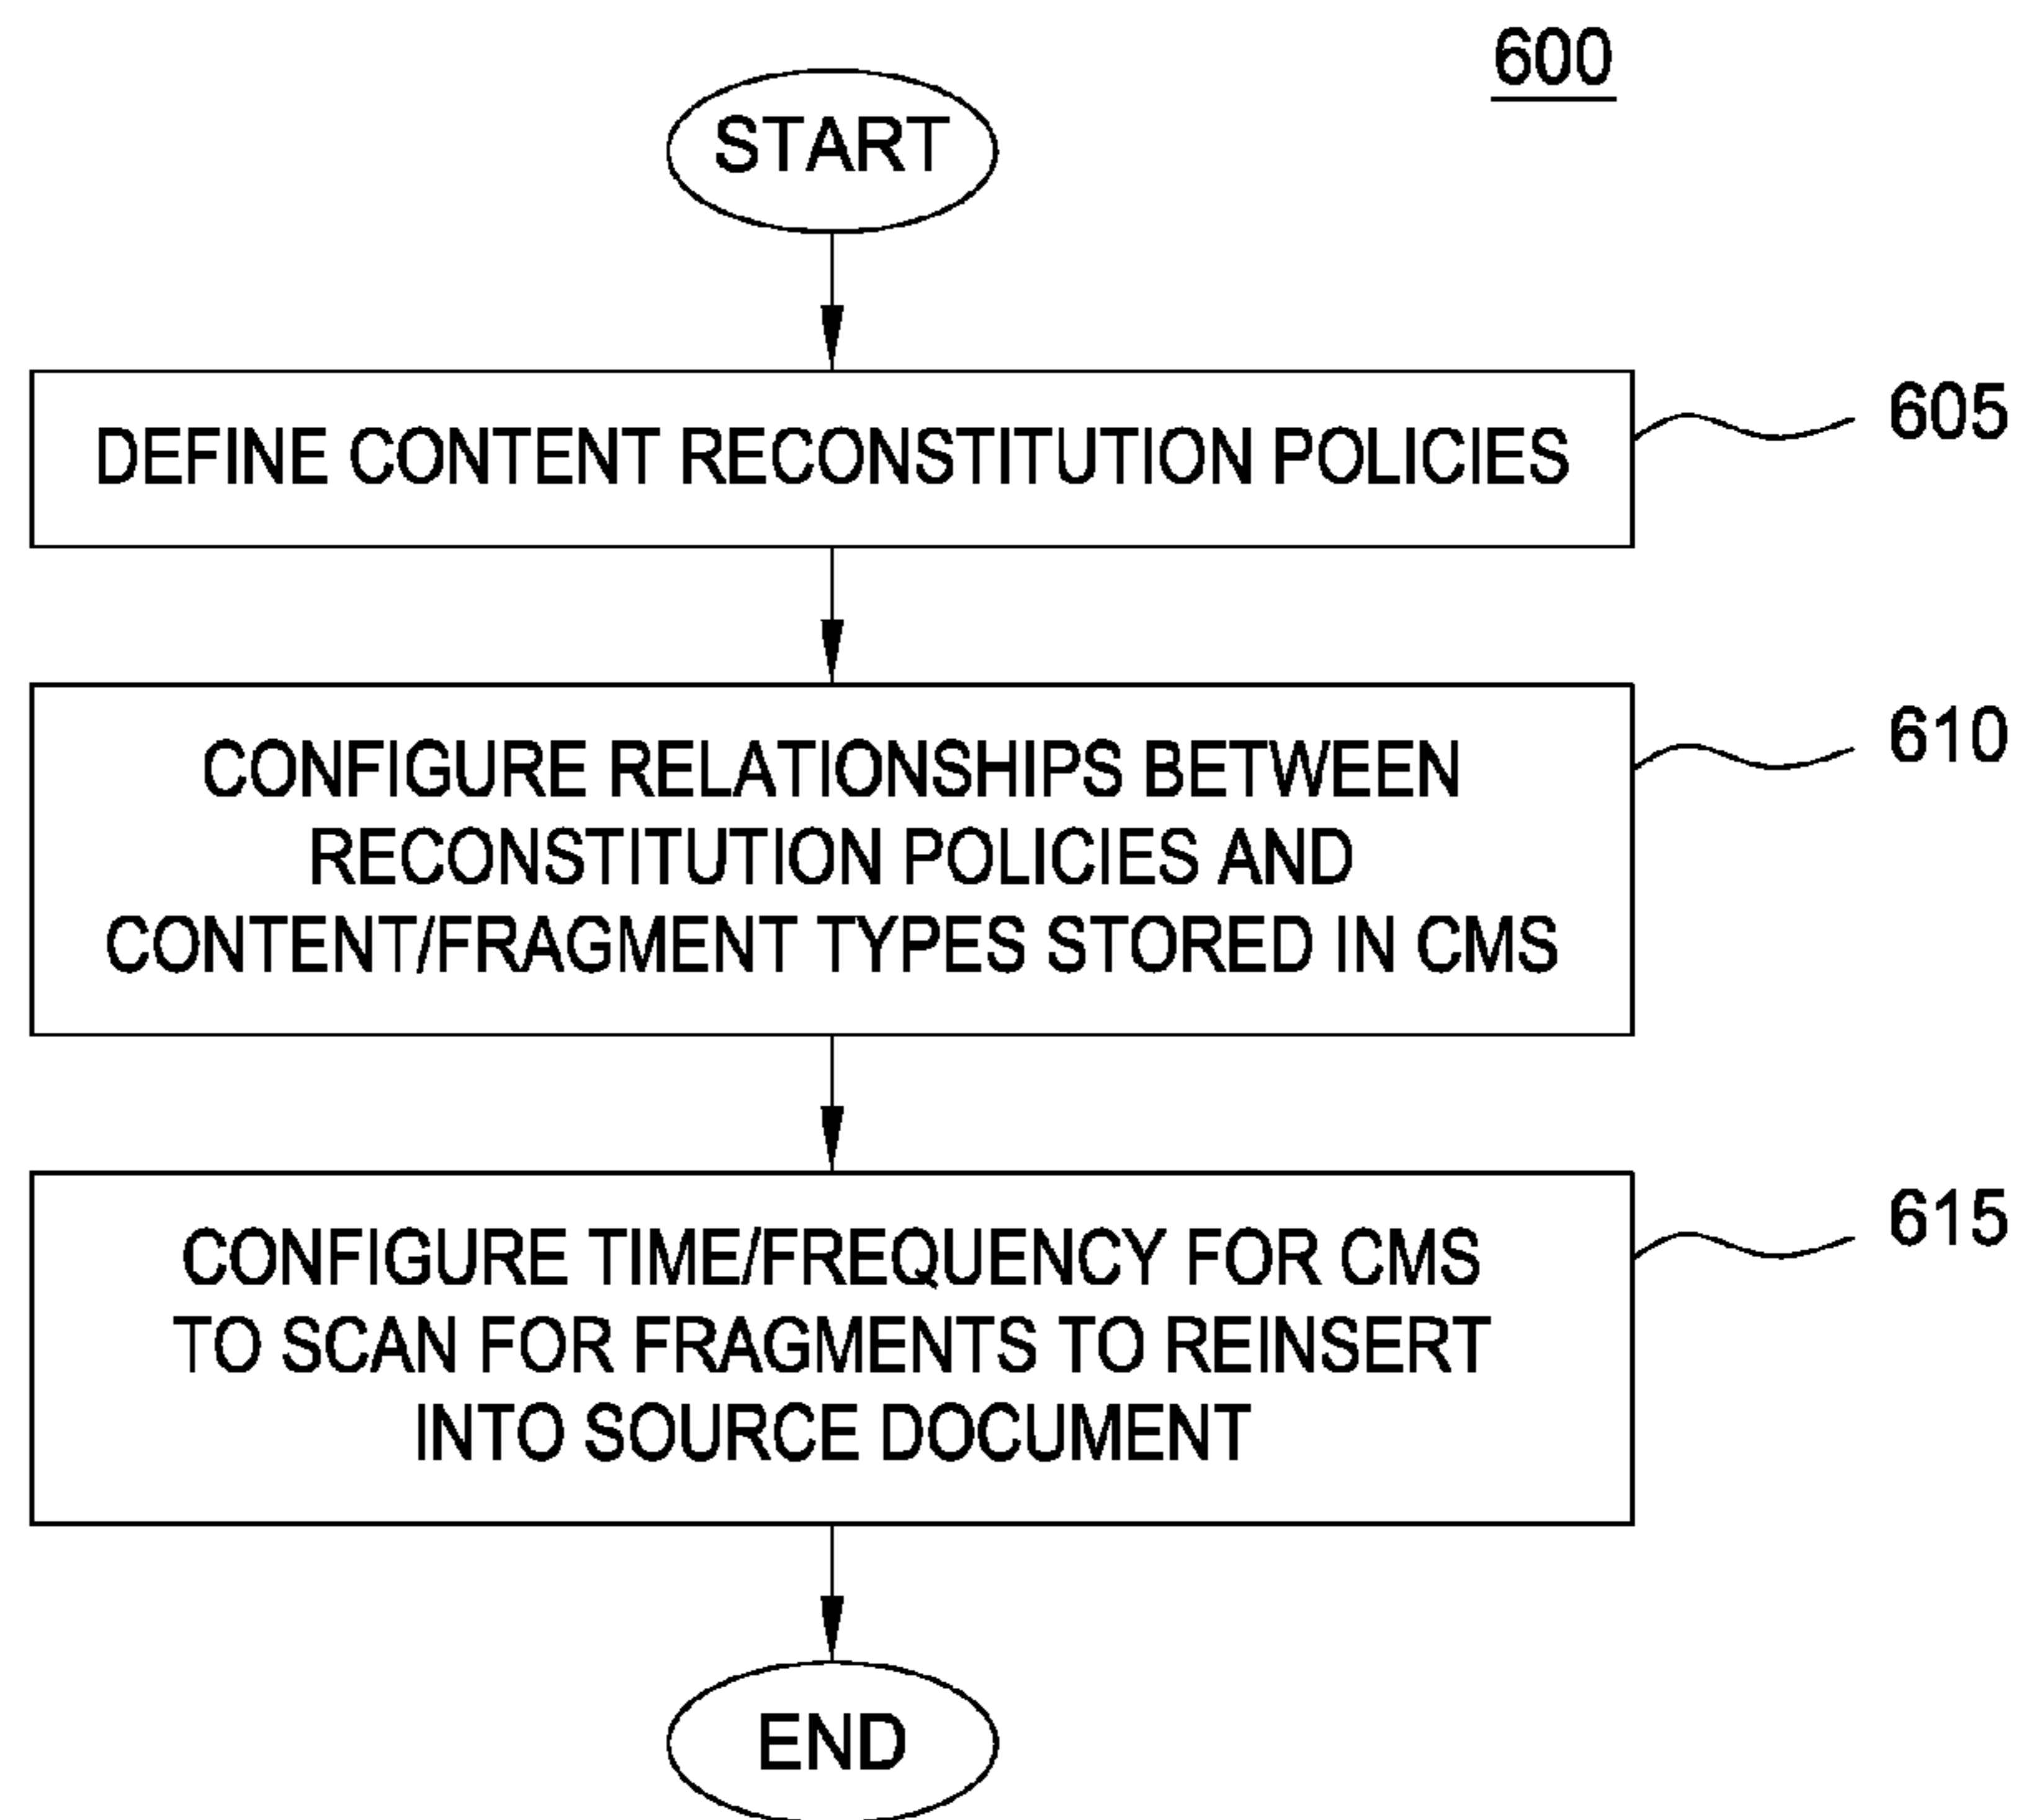 600
START
DEFINE CONTENT RECONSTITUTION POLICIES
605
CONFIGURE RELATIONSHIPS BETWEEN
RECONSTITUTION POLICIES AND
CONTENT/FRAGMENT TYPES STORED IN CMS
610
CONFIGURE TIME/FREQUENCY FOR CMS
TO SCAN FOR FRAGMENTS TO REINSERT
INTO SOURCE DOCUMENT
615
END